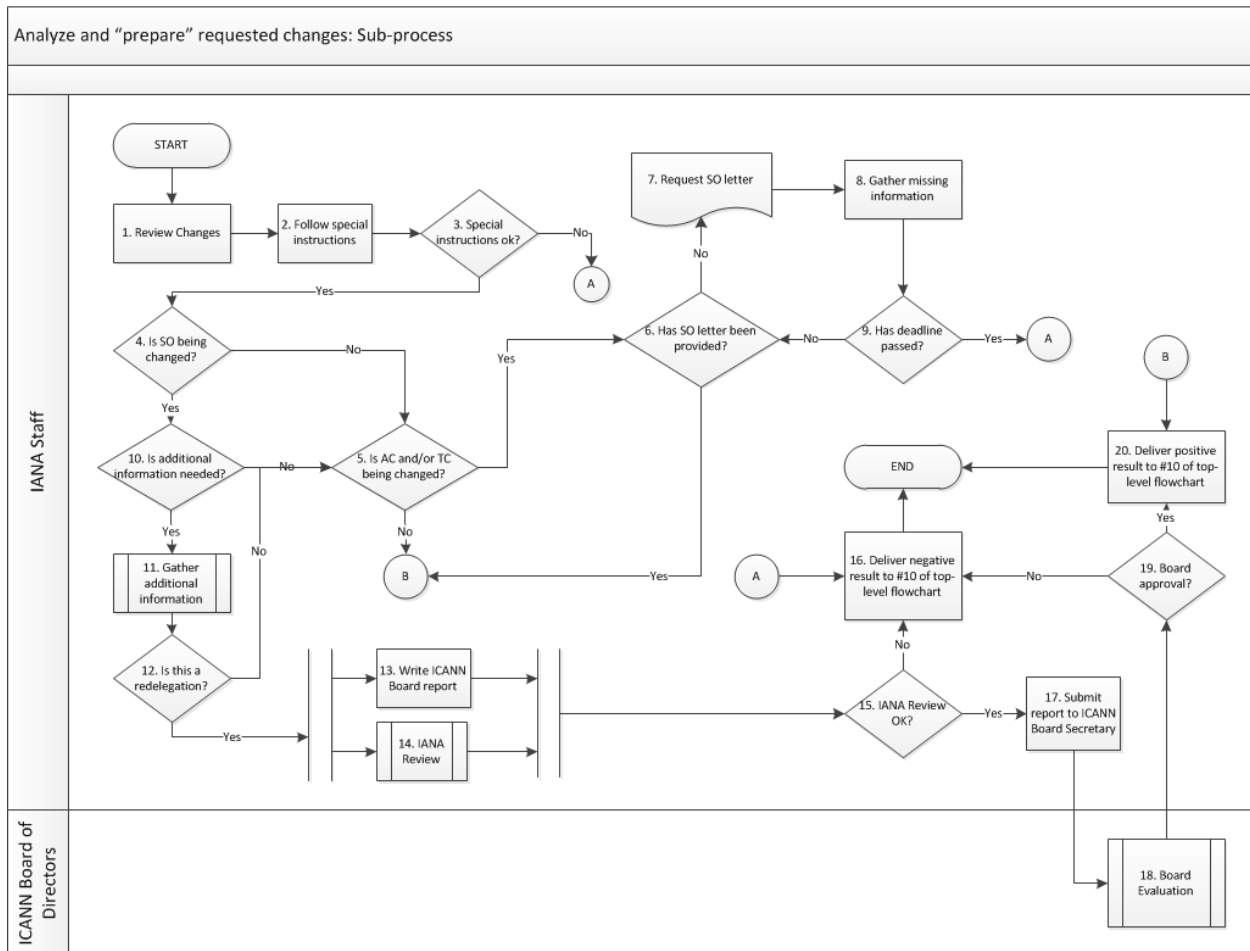 Analyze and “prepare” requested changes: Sub-process
IANA Staff
START
1. Review Changes
2. Follow special
instructions
3. Special
instructions ok?
No
A
Yes
4. Is SO being
changed?
No
Yes
10. Is additional
information needed?
No
Yes
11. Gather
additional
information
12. Is this a
redelegation?
No
Yes
5. Is AC and/or TC
being changed?
Yes
No
B
6. Has SO letter been
provided?
No
Yes
7. Request SO letter
8. Gather missing
information
9. Has deadline
passed?
No
Yes
A
13. Write ICANN
Board report
14. IANA
Review
15. IANA Review
OK?
No
Yes
A
16. Deliver negative
result to #10 of top-
level flowchart
END
17. Submit
report to ICANN
Board Secretary
B
20. Deliver positive
result to #10 of top-
level flowchart
Yes
19. Board
approval?
No
ICANN Board of
Directors
18. Board
Evaluation